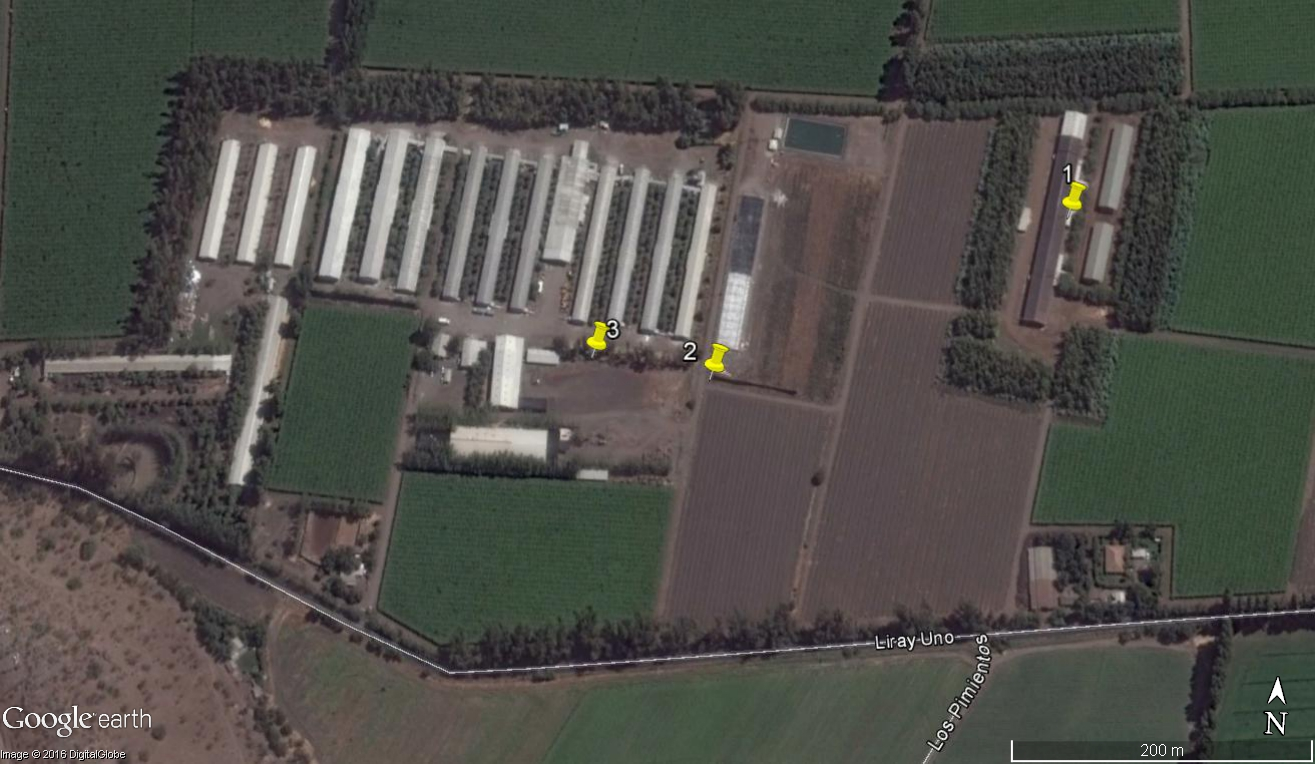 1
3
2
Liray Uno
Los Pimientos
Google earth
N
Image © 2016 DigitalGlobe
200 m